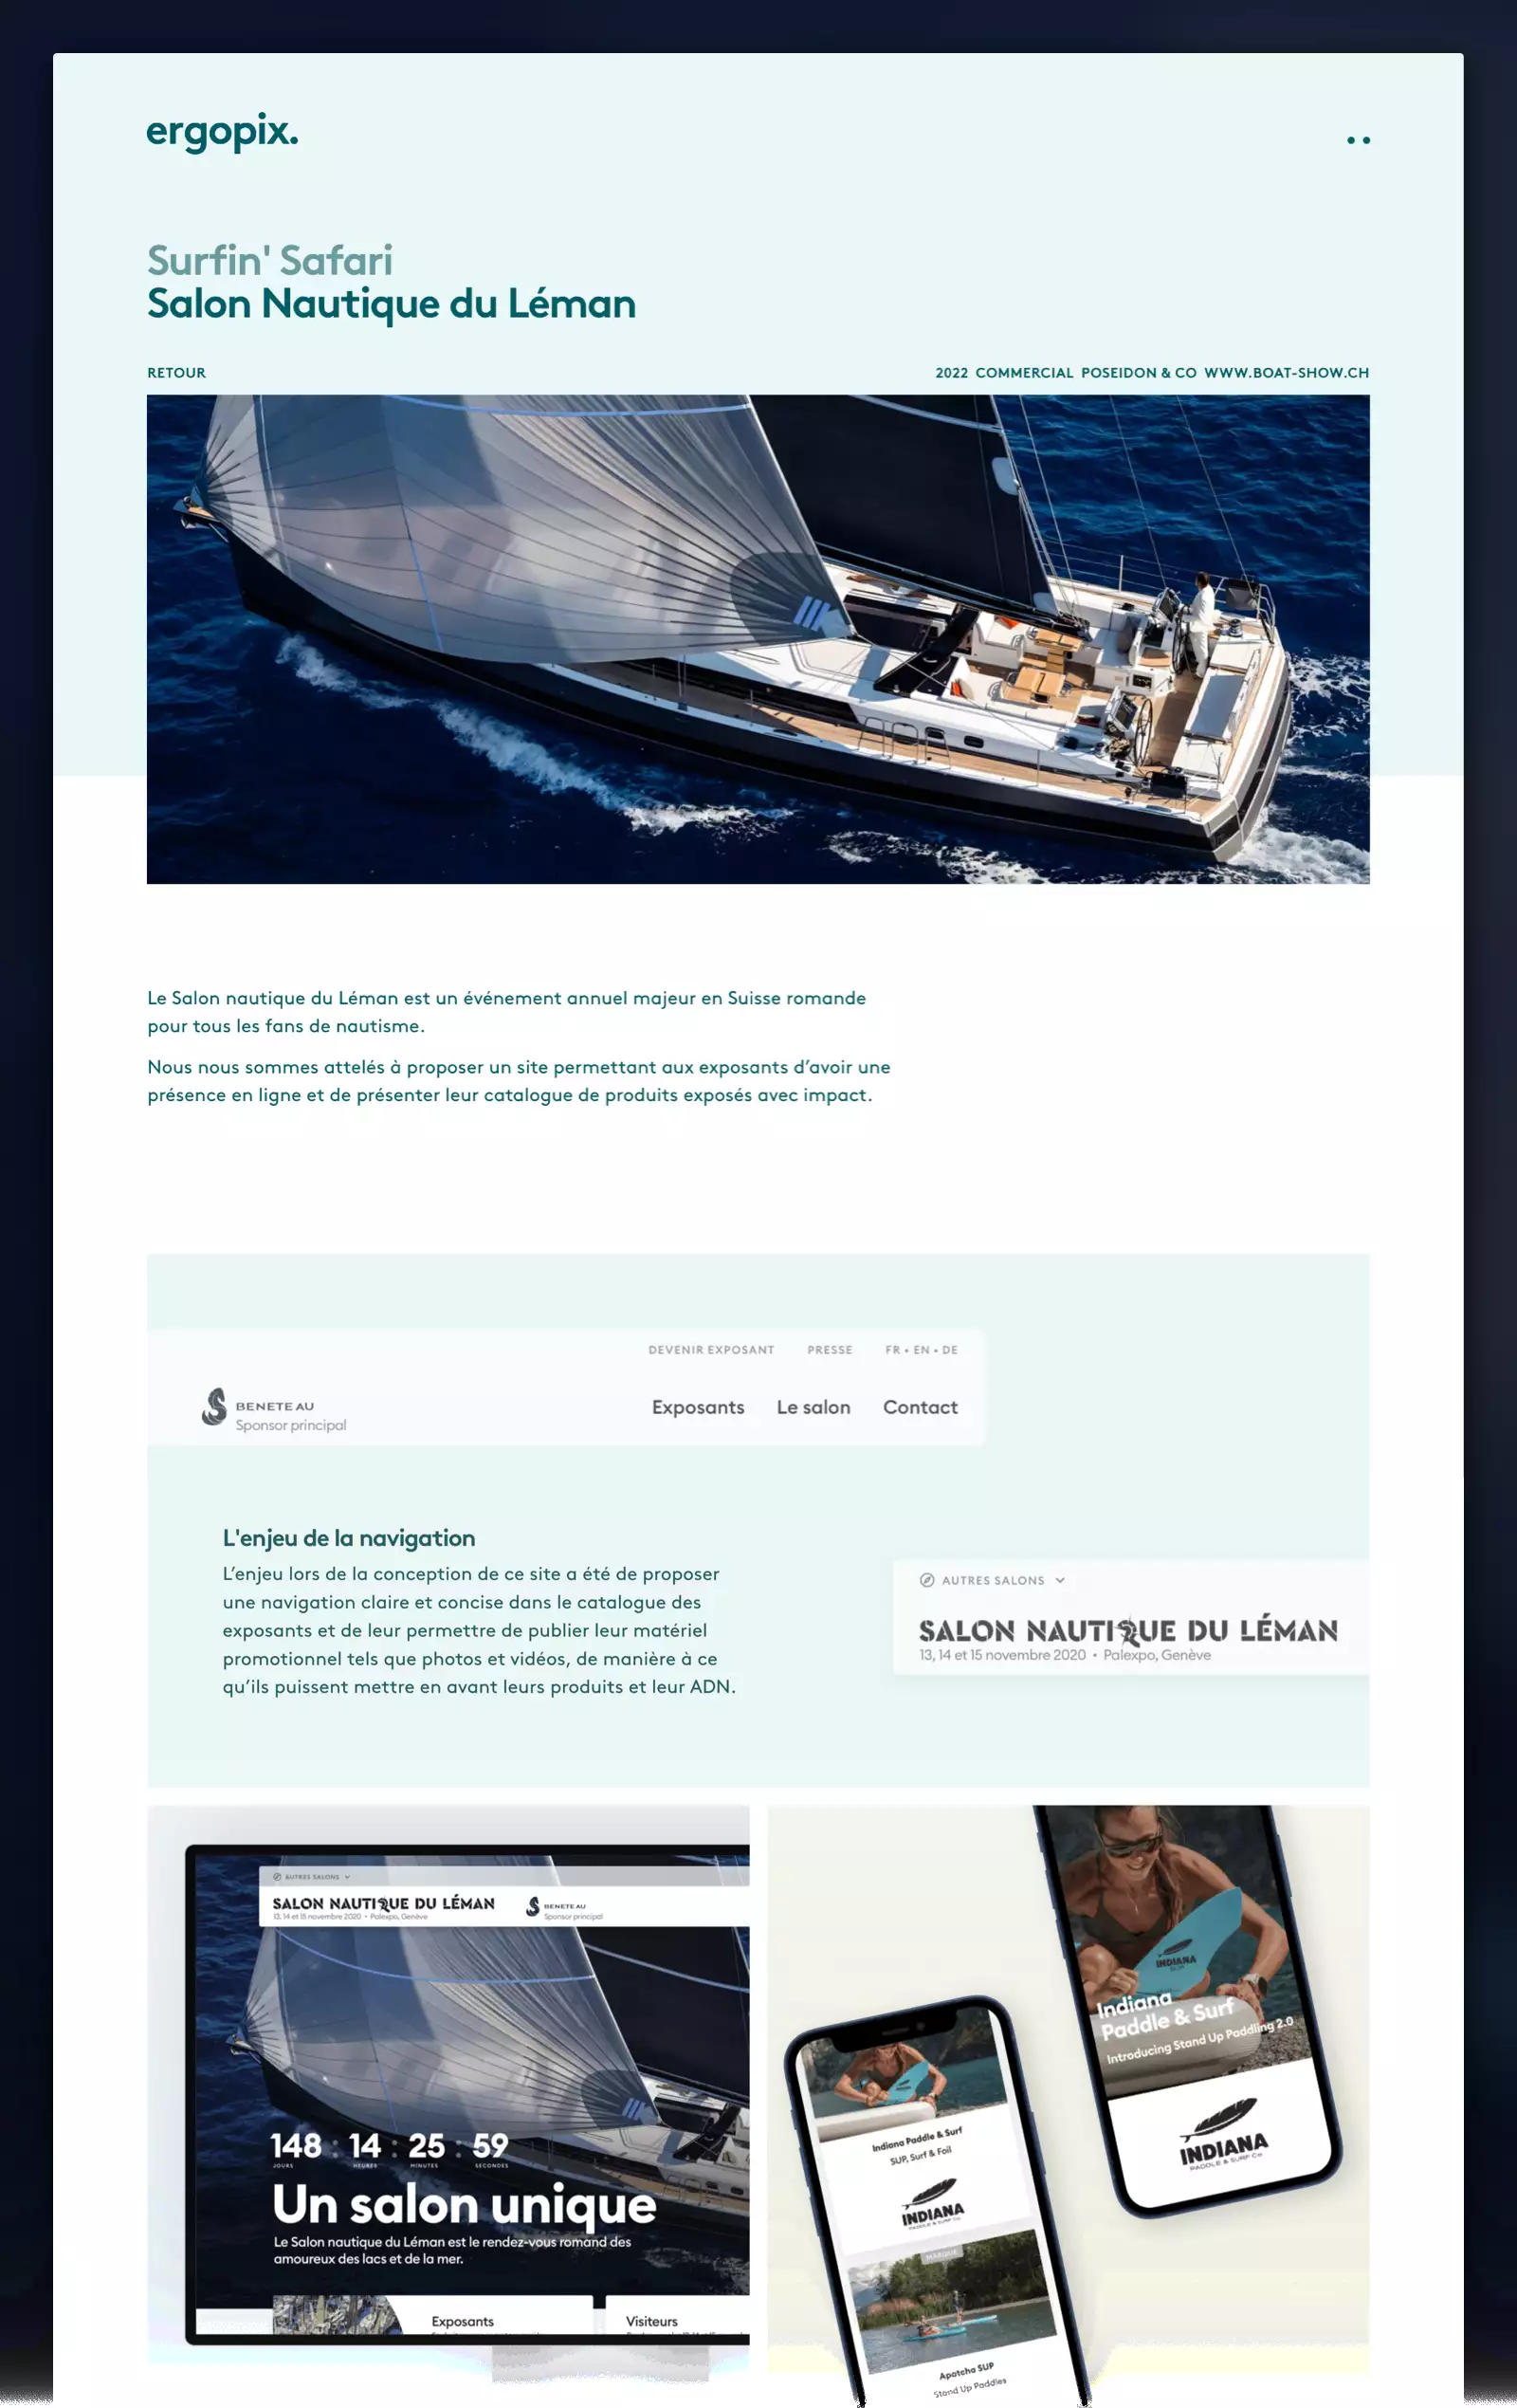 ergopix.
Surfin' Safari
Salon Nautique du Léman
RETOUR
2022 COMMERCIAL POSEIDON & CO WWW.BOAT-SHOW.CH
Le Salon nautique du Léman est un événement annuel majeur en Suisse romande
pour tous les fans de nautisme.
Nous nous sommes attelés à proposer un site permettant aux exposants d’avoir une
présence en ligne et de présenter leur catalogue de produits exposés avec impact.
DEVENIR EXPOSANT PRESSE FR • EN • DE
BENETEAU
Sponsor principal
Exposants Le salon Contact
L'enjeu de la navigation
L’enjeu lors de la conception de ce site a été de proposer
une navigation claire et concise dans le catalogue des
exposants et de leur permettre de publier leur matériel
promotionnel tels que photos et vidéos, de manière à ce
qu’ils puissent mettre en avant leurs produits et leur ADN.
AUTRES SALONS
SALON NAUTIQUE DU LÉMAN
13, 14 et 15 novembre 2020 • Palexpo, Genève
AUTRES SALONS
SALON NAUTIQUE DU LÉMAN
13, 14 et 15 novembre 2020 • Palexpo, Genève
BENETEAU
Sponsor principal
148 : 14 : 25 : 59
JOURS HEURES MINUTES SECONDES
Un salon unique
Le Salon nautique du Léman est le rendez-vous romand des
amoureux des lacs et de la mer.
Exposants
Visiteurs
INDIANA
Indiana
Paddle & Surf
Introducing Stand Up Paddling 2.0
INDIANA
PADDLE & SURF Co.
Indiana Paddle & Surf
SUP, Surf & Foil
INDIANA
PADDLE & SURF Co.
MARQUE
Apatcha SUP
Stand Up Paddles